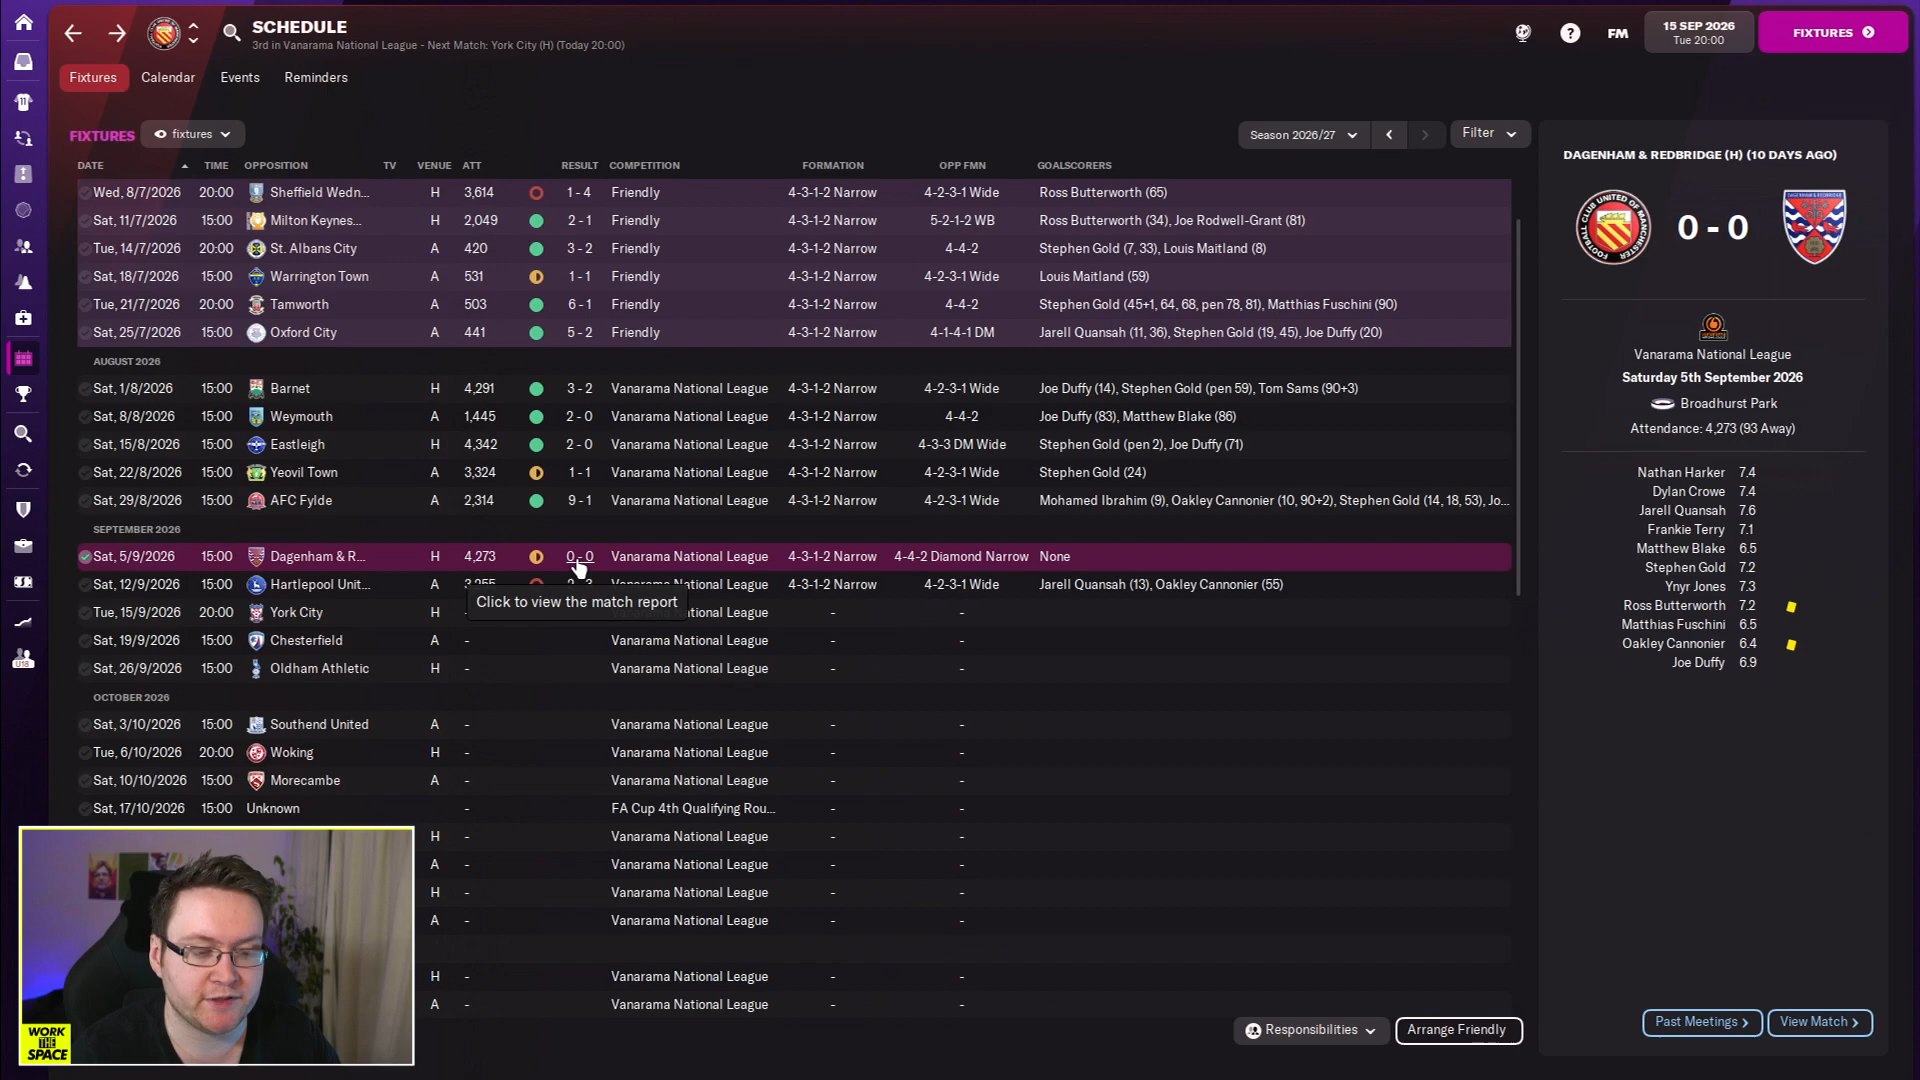 SCHEDULE
3rd in Vanarama National League - Next Match: York City (H) (Today 20:00)
FM
15 SEP 2026
Tue 20:00
FIXTURES
Fixtures Calendar Events Reminders
FIXTURES fixtures Season 2026/27 Filter
DATE TIME OPPOSITION TV VENUE ATT RESULT COMPETITION FORMATION OPP FMN GOALSCORERS
Wed, 8/7/2026 20:00 Sheffield Wedn... H 3,614 1 - 4 Friendly 4-3-1-2 Narrow 4-2-3-1 Wide Ross Butterworth (65)
Sat, 11/7/2026 15:00 Milton Keynes... H 2,049 2 - 1 Friendly 4-3-1-2 Narrow 5-2-1-2 WB Ross Butterworth (34), Joe Rodwell-Grant (81)
Tue, 14/7/2026 20:00 St. Albans City A 420 3 - 2 Friendly 4-3-1-2 Narrow 4-4-2 Stephen Gold (7, 33), Louis Maitland (8)
Sat, 18/7/2026 15:00 Warrington Town A 531 1 - 1 Friendly 4-3-1-2 Narrow 4-2-3-1 Wide Louis Maitland (59)
Tue, 21/7/2026 20:00 Tamworth A 503 6 - 1 Friendly 4-3-1-2 Narrow 4-4-2 Stephen Gold (45+1, 64, 68, pen 78, 81), Matthias Fuschini (90)
Sat, 25/7/2026 15:00 Oxford City A 441 5 - 2 Friendly 4-3-1-2 Narrow 4-1-4-1 DM Jarell Quansah (11, 36), Stephen Gold (19, 45), Joe Duffy (20)
AUGUST 2026
Sat, 1/8/2026 15:00 Barnet H 4,291 3 - 2 Vanarama National League 4-3-1-2 Narrow 4-2-3-1 Wide Joe Duffy (14), Stephen Gold (pen 59), Tom Sams (90+3)
Sat, 8/8/2026 15:00 Weymouth A 1,445 2 - 0 Vanarama National League 4-3-1-2 Narrow 4-4-2 Joe Duffy (83), Matthew Blake (86)
Sat, 15/8/2026 15:00 Eastleigh H 4,342 2 - 0 Vanarama National League 4-3-1-2 Narrow 4-3-3 DM Wide Stephen Gold (pen 2), Joe Duffy (71)
Sat, 22/8/2026 15:00 Yeovil Town A 3,324 1 - 1 Vanarama National League 4-3-1-2 Narrow 4-2-3-1 Wide Stephen Gold (24)
Sat, 29/8/2026 15:00 AFC Fylde A 2,314 9 - 1 Vanarama National League 4-3-1-2 Narrow 4-2-3-1 Wide Mohamed Ibrahim (9), Oakley Cannonier (10, 90+2), Stephen Gold (14, 18, 53), Jo...
SEPTEMBER 2026
Sat, 5/9/2026 15:00 Dagenham & R... H 4,273 0 - 0 Vanarama National League 4-3-1-2 Narrow 4-4-2 Diamond Narrow None
Sat, 12/9/2026 15:00 Hartlepool Unit... A Vanarama National League 4-3-1-2 Narrow 4-2-3-1 Wide Jarell Quansah (13), Oakley Cannonier (55)
Click to view the match report
Tue, 15/9/2026 20:00 York City H - National League - -
Sat, 19/9/2026 15:00 Chesterfield A - Vanarama National League - -
Sat, 26/9/2026 15:00 Oldham Athletic H - Vanarama National League - -
OCTOBER 2026
Sat, 3/10/2026 15:00 Southend United A - Vanarama National League - -
Tue, 6/10/2026 20:00 Woking H - Vanarama National League - -
Sat, 10/10/2026 15:00 Morecambe A - Vanarama National League - -
Sat, 17/10/2026 15:00 Unknown - FA Cup 4th Qualifying Rou... - -
H - Vanarama National League - -
A - Vanarama National League - -
H - Vanarama National League - -
A - Vanarama National League - -
- -
H - Vanarama National League - -
A - Vanarama National League - -
Responsibilities Arrange Friendly
DAGENHAM & REDBRIDGE (H) (10 DAYS AGO)
FOOTBALL CLUB UNITED OF MANCHESTER
0 - 0
DAGENHAM & REDBRIDGE
Vanarama National League
Saturday 5th September 2026
Broadhurst Park
Attendance: 4,273 (93 Away)
Nathan Harker 7.4
Dylan Crowe 7.4
Jarell Quansah 7.6
Frankie Terry 7.1
Matthew Blake 6.5
Stephen Gold 7.2
Ynyr Jones 7.3
Ross Butterworth 7.2
Matthias Fuschini 6.5
Oakley Cannonier 6.4
Joe Duffy 6.9
Past Meetings View Match
U18
WORK
THE
SPACE